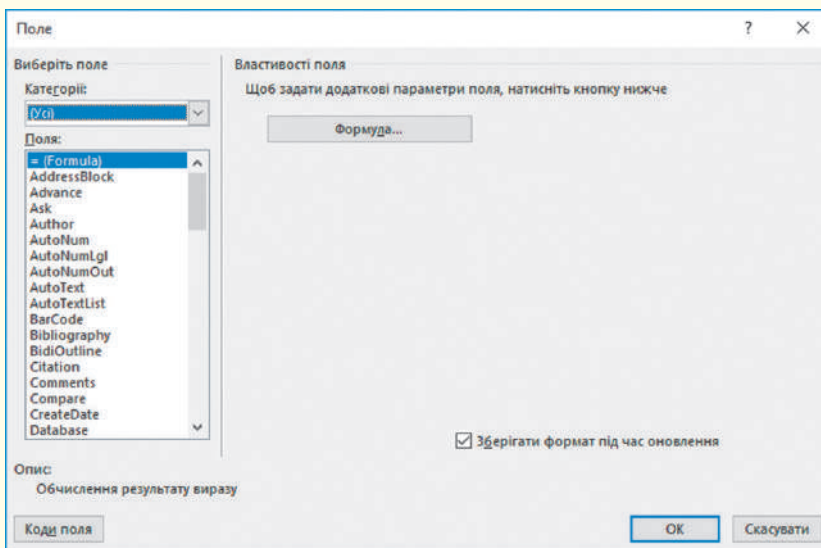 Поле
?
Виберіть поле
Категорії:
(Усі)
Поля:
= (Formula)
AddressBlock
Advance
Ask
Author
AutoNum
AutoNumLgl
AutoNumOut
AutoText
AutoTextList
BarCode
Bibliography
BidiOutline
Citation
Comments
Compare
CreateDate
Database
Властивості поля
Щоб задати додаткові параметри поля, натисніть кнопку нижче
Формула...
Зберігати формат під час оновлення
Опис:
Обчислення результату виразу
Коди поля
OK
Скасувати